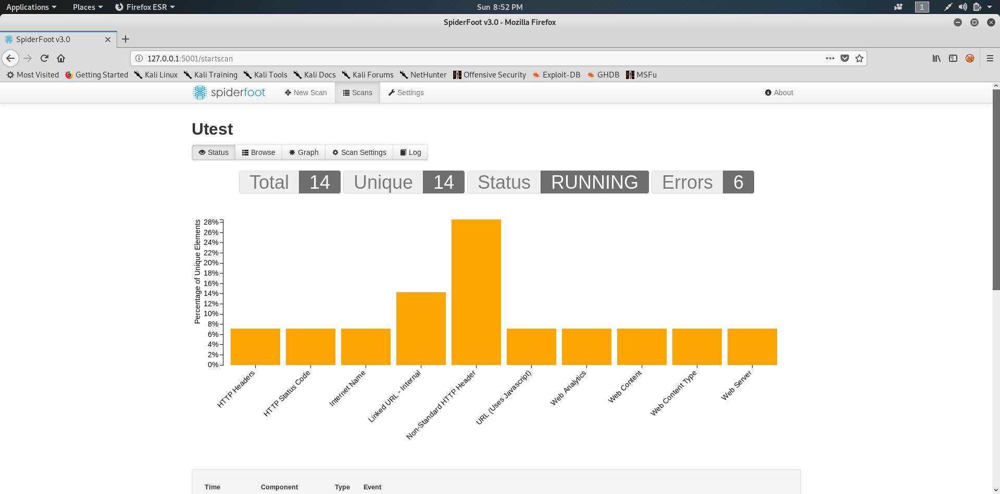 Applications Places Firefox ESR Sun 8:52 PM 1
SpiderFoot v3.0 - Mozilla Firefox
SpiderFoot v3.0
127.0.0.1:5001/startscan
Most Visited Getting Started Kali Linux Kali Training Kali Tools Kali Docs Kali Forums NetHunter Offensive Security Exploit-DB GHDB MSFu
spiderfoot New Scan Scans Settings About
Utest
Status Browse Graph Scan Settings Log
Total 14 Unique 14 Status RUNNING Errors 6
Percentage of Unique Elements
28%
26%
24%
22%
20%
18%
16%
14%
12%
10%
8%
6%
4%
2%
0%
HTTP Headers
HTTP Status Code
Internet Name
Linked URL - Internal
Non-Standard HTTP Header
URL (Uses Javascript)
Web Analytics
Web Content
Web Content Type
Web Server
Time Component Type Event